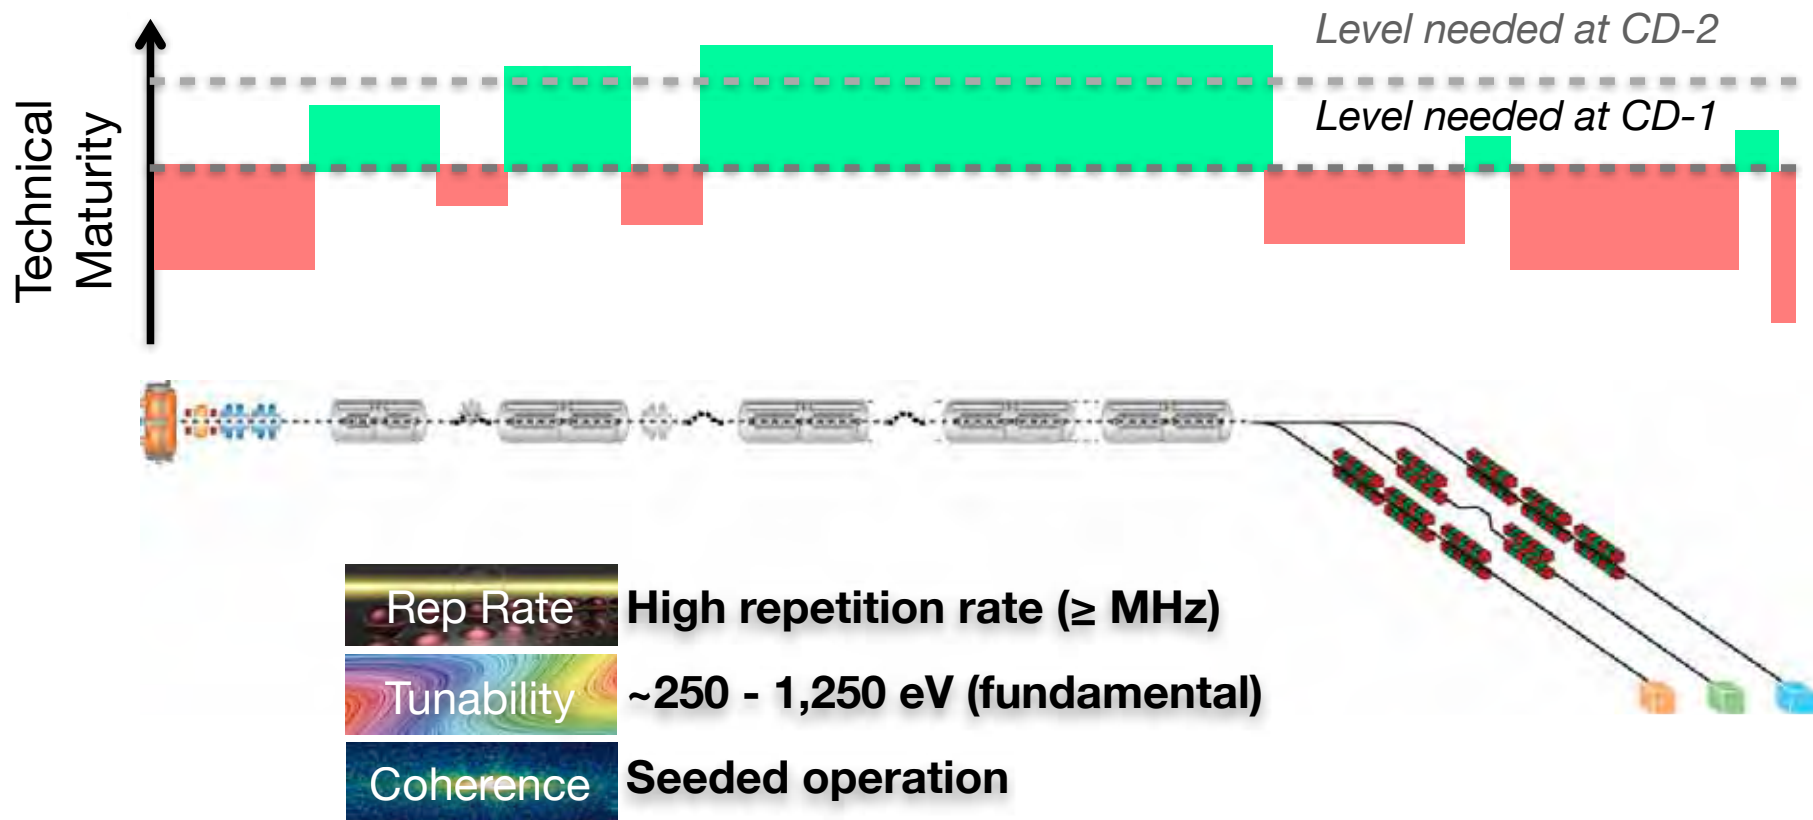 Level needed at CD-2
Level needed at CD-1
Technical
Maturity
Rep Rate High repetition rate (≥ MHz)
Tunability ~250 - 1,250 eV (fundamental)
Coherence Seeded operation